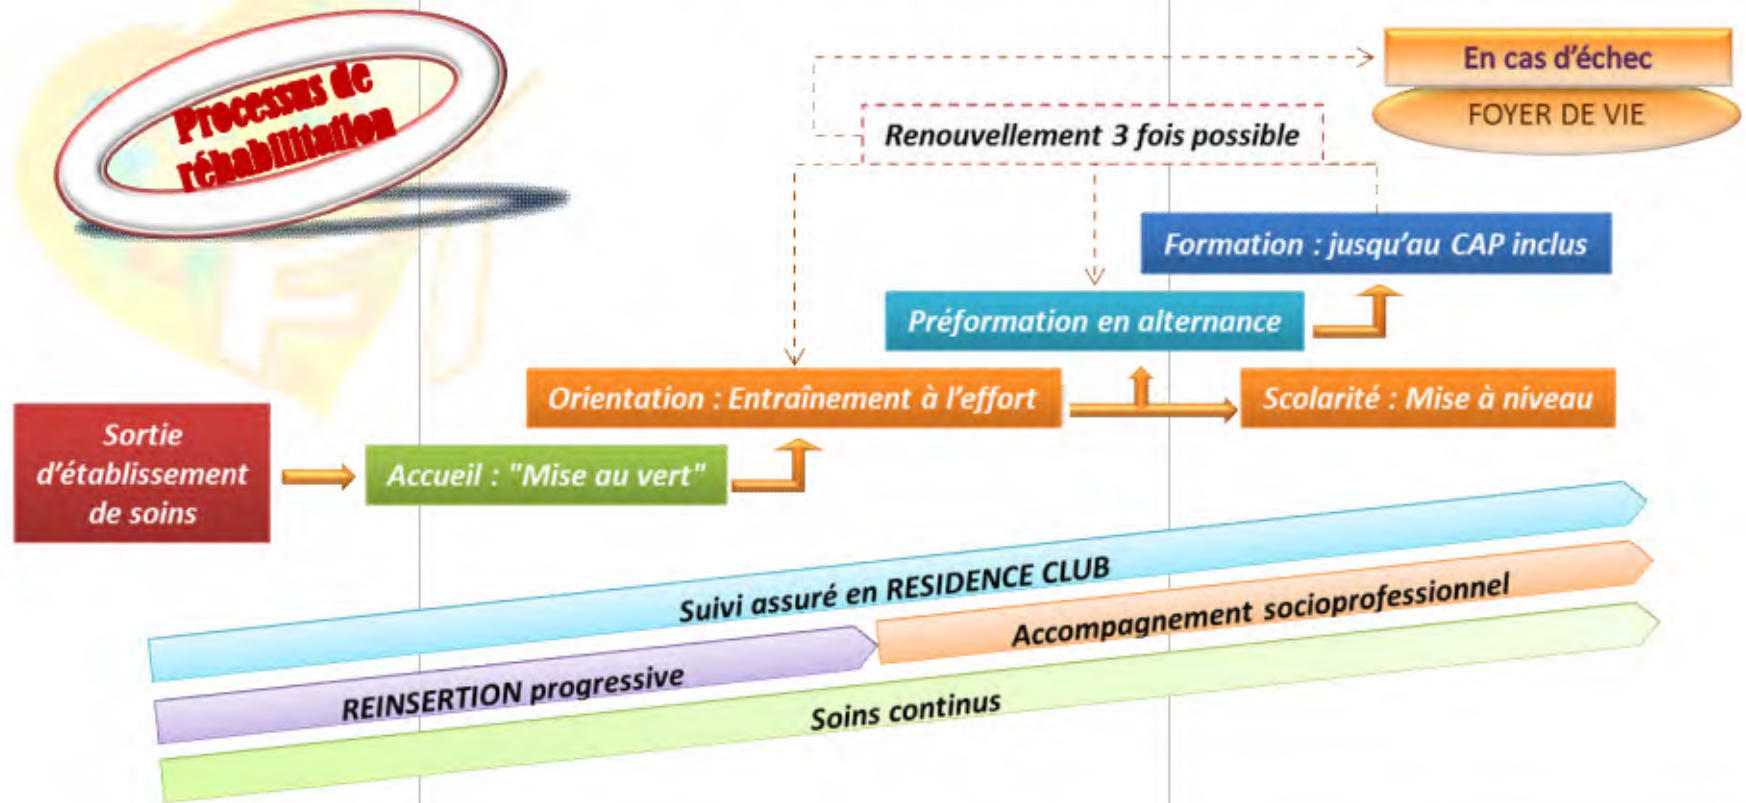 Processus de
réhabilitation
En cas d'échec
FOYER DE VIE
Renouvellement 3 fois possible
Formation : jusqu'au CAP inclus
Préformation en alternance
Orientation : Entraînement à l'effort
Scolarité : Mise à niveau
Sortie
d'établissement
de soins
Accueil : "Mise au vert"
Suivi assuré en RESIDENCE CLUB
Accompagnement socioprofessionnel
REINSERTION progressive
Soins continus